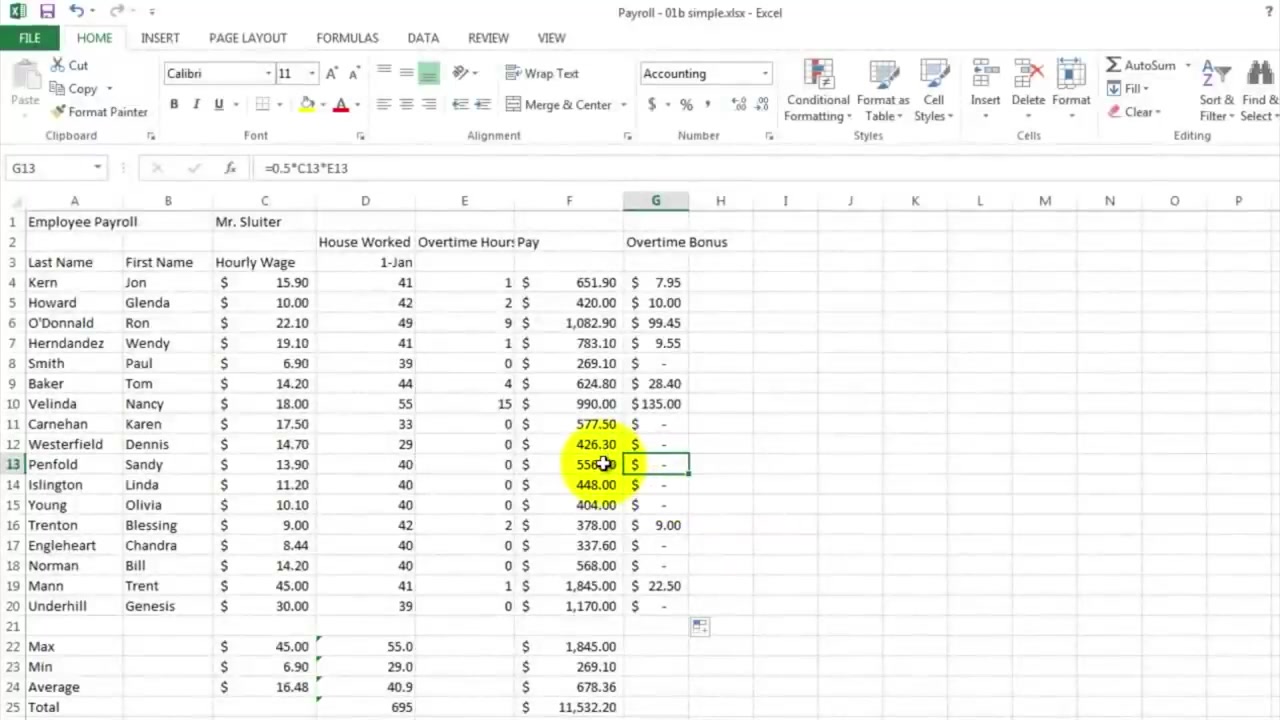 Payroll - 01b simple.xlsx - Excel ?
FILE HOME INSERT PAGE LAYOUT FORMULAS DATA REVIEW VIEW
Cut Calibri 11 A A Wrap Text Accounting AutoSum
Paste Copy Conditional Format as Cell Insert Delete Format Fill Sort & Find &
Format Painter B I U A Merge & Center $ % , Formatting Table Styles Clear Filter Select
Clipboard Font Alignment Number Styles Cells Editing
G13 fx =0.5*C13*E13
A B C D E F G H I J K L M N O P
1 Employee Payroll Mr. Sluiter
2 House Worked Overtime Hours Pay Overtime Bonus
3 Last Name First Name Hourly Wage 1-Jan
4 Kern Jon $ 15.90 41 1 $ 651.90 $ 7.95
5 Howard Glenda $ 10.00 42 2 $ 420.00 $ 10.00
6 O'Donnald Ron $ 22.10 49 9 $ 1,082.90 $ 99.45
7 Herndandez Wendy $ 19.10 41 1 $ 783.10 $ 9.55
8 Smith Paul $ 6.90 39 0 $ 269.10 $ -
9 Baker Tom $ 14.20 44 4 $ 624.80 $ 28.40
10 Velinda Nancy $ 18.00 55 15 $ 990.00 $ 135.00
11 Carnehan Karen $ 17.50 33 0 $ 577.50 $ -
12 Westerfield Dennis $ 14.70 29 0 $ 426.30 $ -
13 Penfold Sandy $ 13.90 40 0 $ $ -
14 Islington Linda $ 11.20 40 0 $ 448.00 $ -
15 Young Olivia $ 10.10 40 0 $ 404.00 $ -
16 Trenton Blessing $ 9.00 42 2 $ 378.00 $ 9.00
17 Engleheart Chandra $ 8.44 40 0 $ 337.60 $ -
18 Norman Bill $ 14.20 40 0 $ 568.00 $ -
19 Mann Trent $ 45.00 41 1 $ 1,845.00 $ 22.50
20 Underhill Genesis $ 30.00 39 0 $ 1,170.00 $ -
21
22 Max $ 45.00 55.0 $ 1,845.00
23 Min $ 6.90 29.0 $ 269.10
24 Average $ 16.48 40.9 $ 678.36
25 Total 695 $ 11,532.20